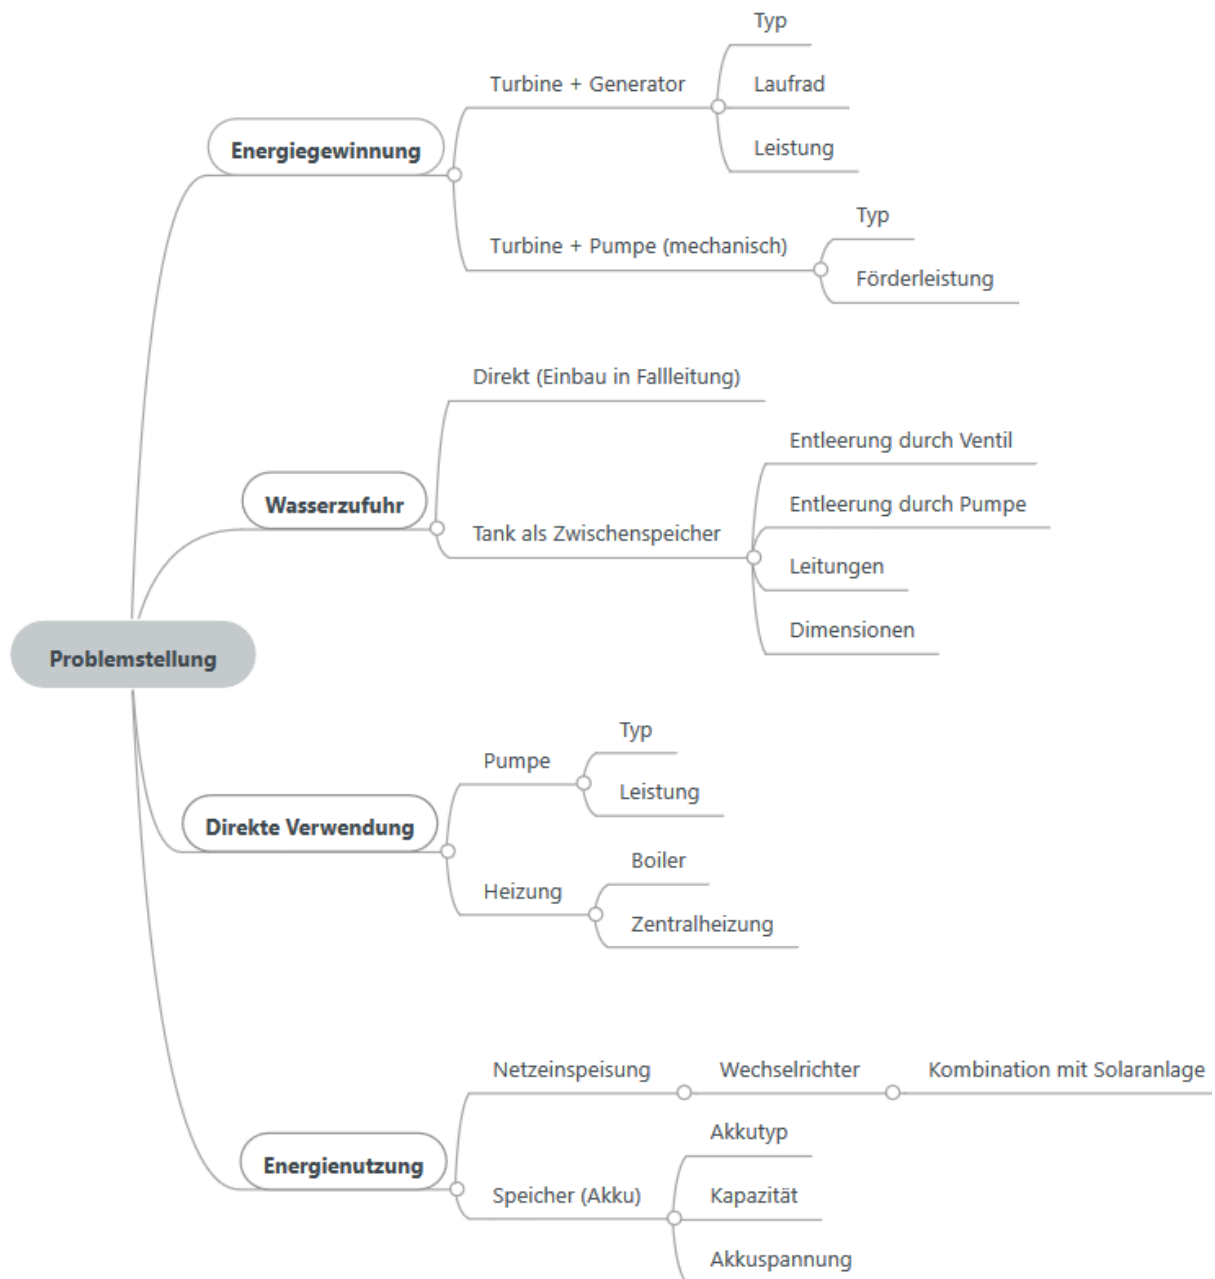 Typ
Turbine + Generator
Laufrad
Energiegewinnung
Leistung
Typ
Turbine + Pumpe (mechanisch)
Förderleistung
Direkt (Einbau in Fallleitung)
Entleerung durch Ventil
Wasserzufuhr
Entleerung durch Pumpe
Tank als Zwischenspeicher
Leitungen
Dimensionen
Problemstellung
Typ
Pumpe
Leistung
Direkte Verwendung
Boiler
Heizung
Zentralheizung
Netzeinspeisung
Wechselrichter
Kombination mit Solaranlage
Akkutyp
Energienutzung
Speicher (Akku)
Kapazität
Akkuspannung